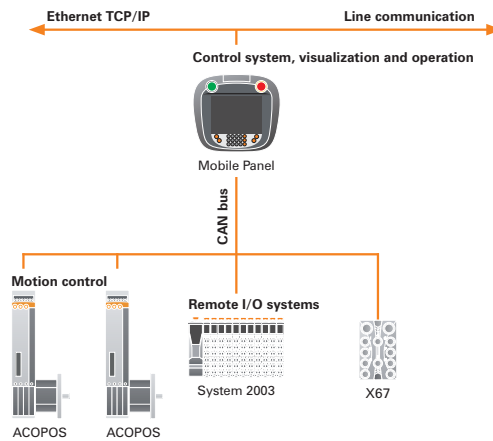 Ethernet TCP/IP
Line communication
Control system, visualization and operation
Mobile Panel
CAN bus
Motion control
Remote I/O systems
System 2003
X67
ACOPOS
ACOPOS